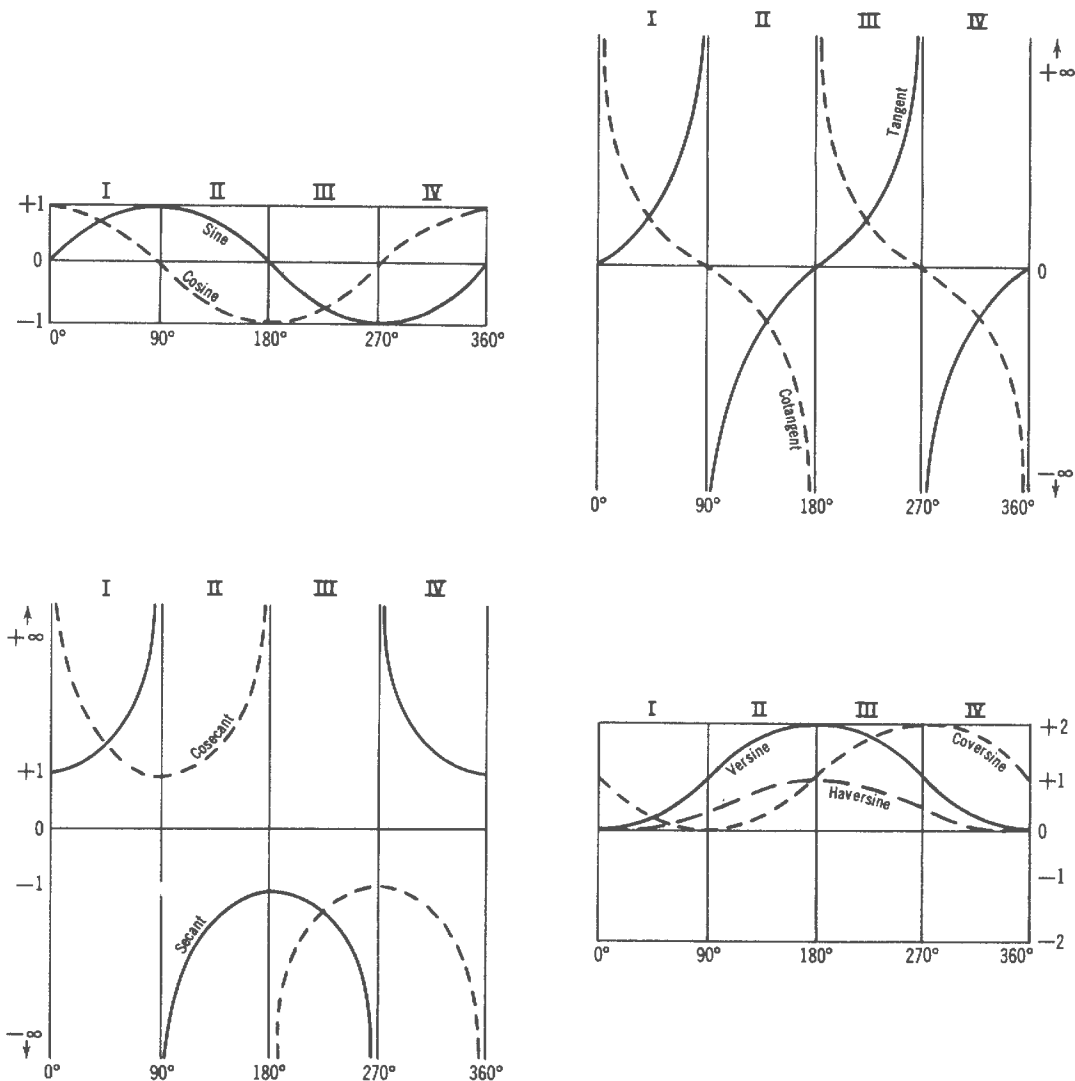 I II III IV
+1
Sine
0
Cosine
−1
0° 90° 180° 270° 360°
I II III IV
+∞
Tangent
0
Cotangent
−∞
0° 90° 180° 270° 360°
I II III IV
+∞
Cosecant
+1
0
−1
Secant
−∞
0° 90° 180° 270° 360°
I II III IV
+2
Versine
Coversine
+1
Haversine
0
−1
−2
0° 90° 180° 270° 360°